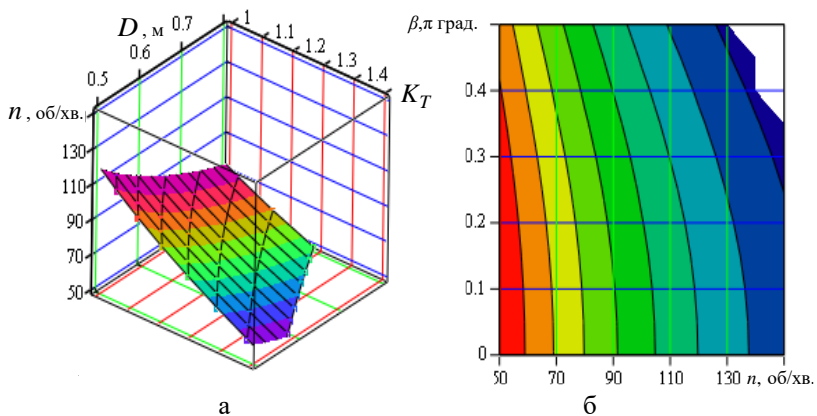 D, м
0.5 0.6 0.7 1 1.1 1.2 1.3 1.4
K_T
n, об/хв.
130
110
90
70
50
а
β,π град.
0.4
0.3
0.2
0.1
0
50 70 90 110 130 n, об/хв.
б